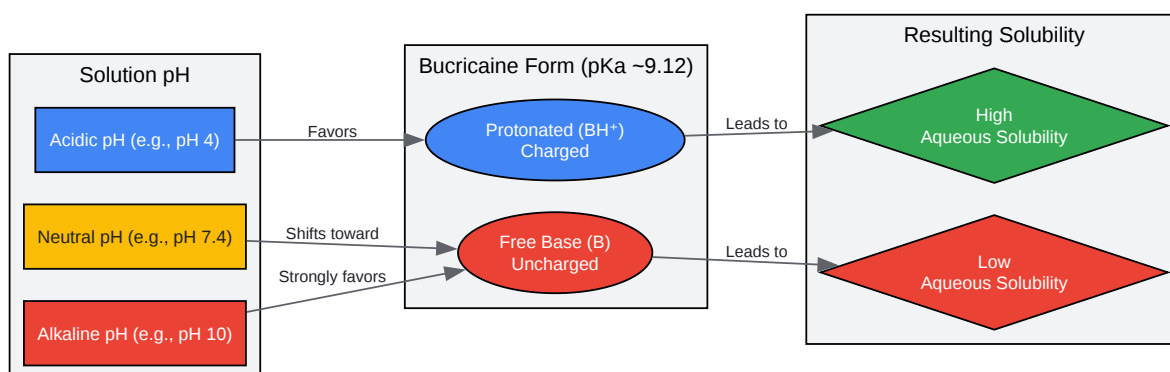 Solution pH
Acidic pH (e.g., pH 4)
Neutral pH (e.g., pH 7.4)
Alkaline pH (e.g., pH 10)
Favors
Shifts toward
Strongly favors
Bucricaine Form (pKa ~9.12)
Protonated (BH⁺)
Charged
Free Base (B)
Uncharged
Leads to
Leads to
Resulting Solubility
High
Aqueous Solubility
Low
Aqueous Solubility